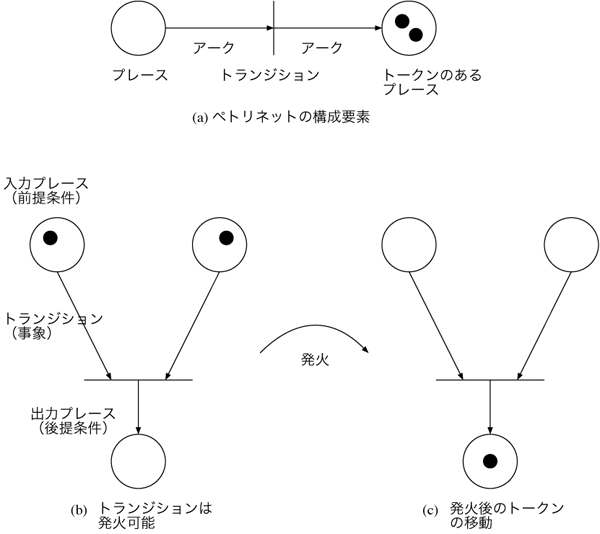 アーク
アーク
プレース
トランジション
トークンのある
プレース
(a) ペトリネットの構成要素
入力プレース
（前提条件）
トランジション
（事象）
発火
出力プレース
（後提条件）
(b) トランジションは
発火可能
(c) 発火後のトークン
の移動